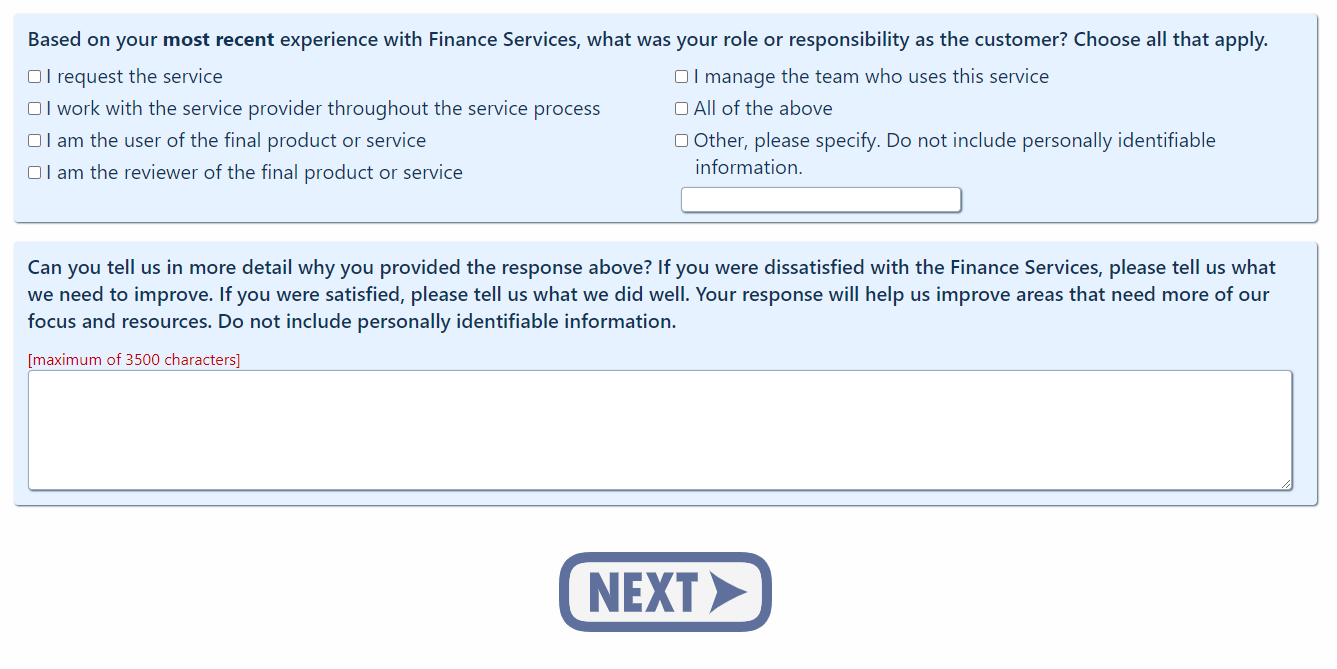 Based on your most recent experience with Finance Services, what was your role or responsibility as the customer? Choose all that apply.
I request the service
I work with the service provider throughout the service process
I am the user of the final product or service
I am the reviewer of the final product or service
I manage the team who uses this service
All of the above
Other, please specify. Do not include personally identifiable
information.
Can you tell us in more detail why you provided the response above? If you were dissatisfied with the Finance Services, please tell us what
we need to improve. If you were satisfied, please tell us what we did well. Your response will help us improve areas that need more of our
focus and resources. Do not include personally identifiable information.
[maximum of 3500 characters]
NEXT